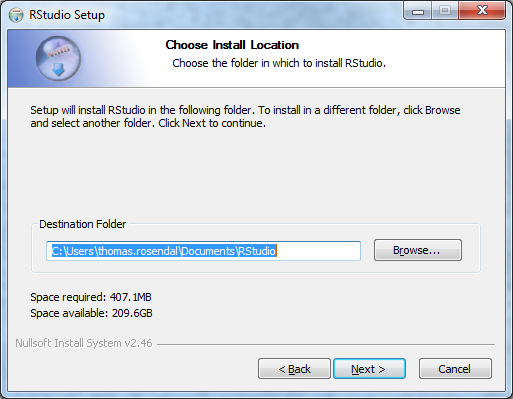 RStudio Setup
Choose Install Location
Choose the folder in which to install RStudio.
Setup will install RStudio in the following folder. To install in a different folder, click Browse
and select another folder. Click Next to continue.
Destination Folder
C:\Users\thomas.rosendal\Documents\RStudio
Browse...
Space required: 407.1MB
Space available: 209.6GB
Nullsoft Install System v2.46
< Back
Next >
Cancel